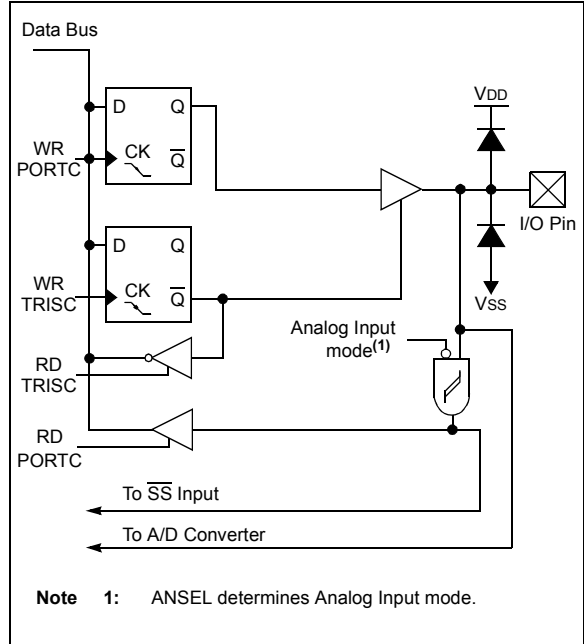 Data Bus
D Q
WR
PORTC
CK Q̅
VDD
I/O Pin
D Q
WR
TRISC
CK Q̅
VSS
Analog Input
mode(1)
RD
TRISC
RD
PORTC
To S̅S̅ Input
To A/D Converter
Note 1: ANSEL determines Analog Input mode.